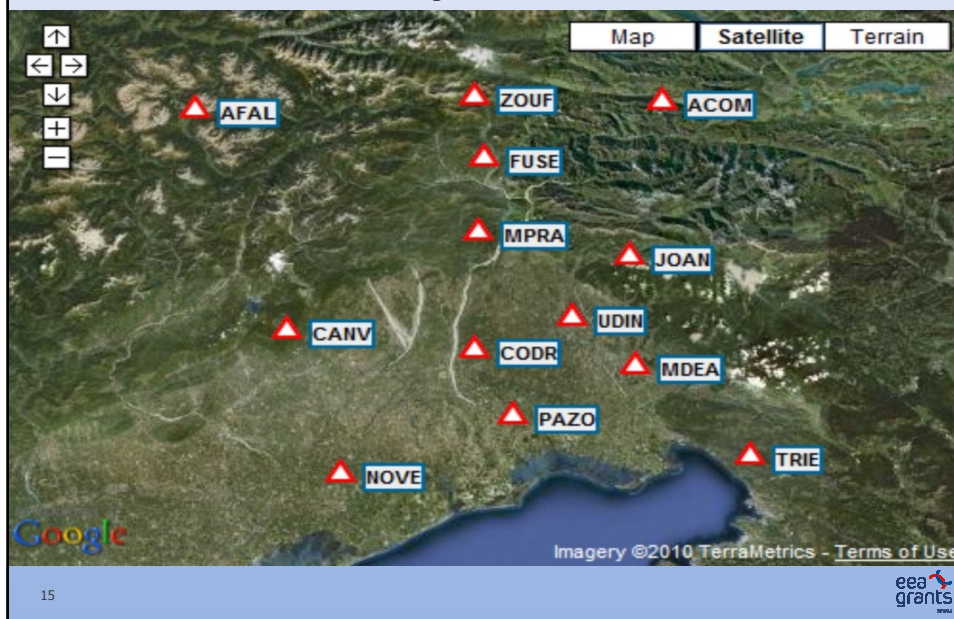 Map Satellite Terrain
AFAL ZOUF ACOM
FUSE
MPRA
JOAN
UDIN
CANV
CODR
MDEA
PAZO
TRIE
NOVE
Google
Imagery ©2010 TerraMetrics - Terms of Use
15
eea
grants